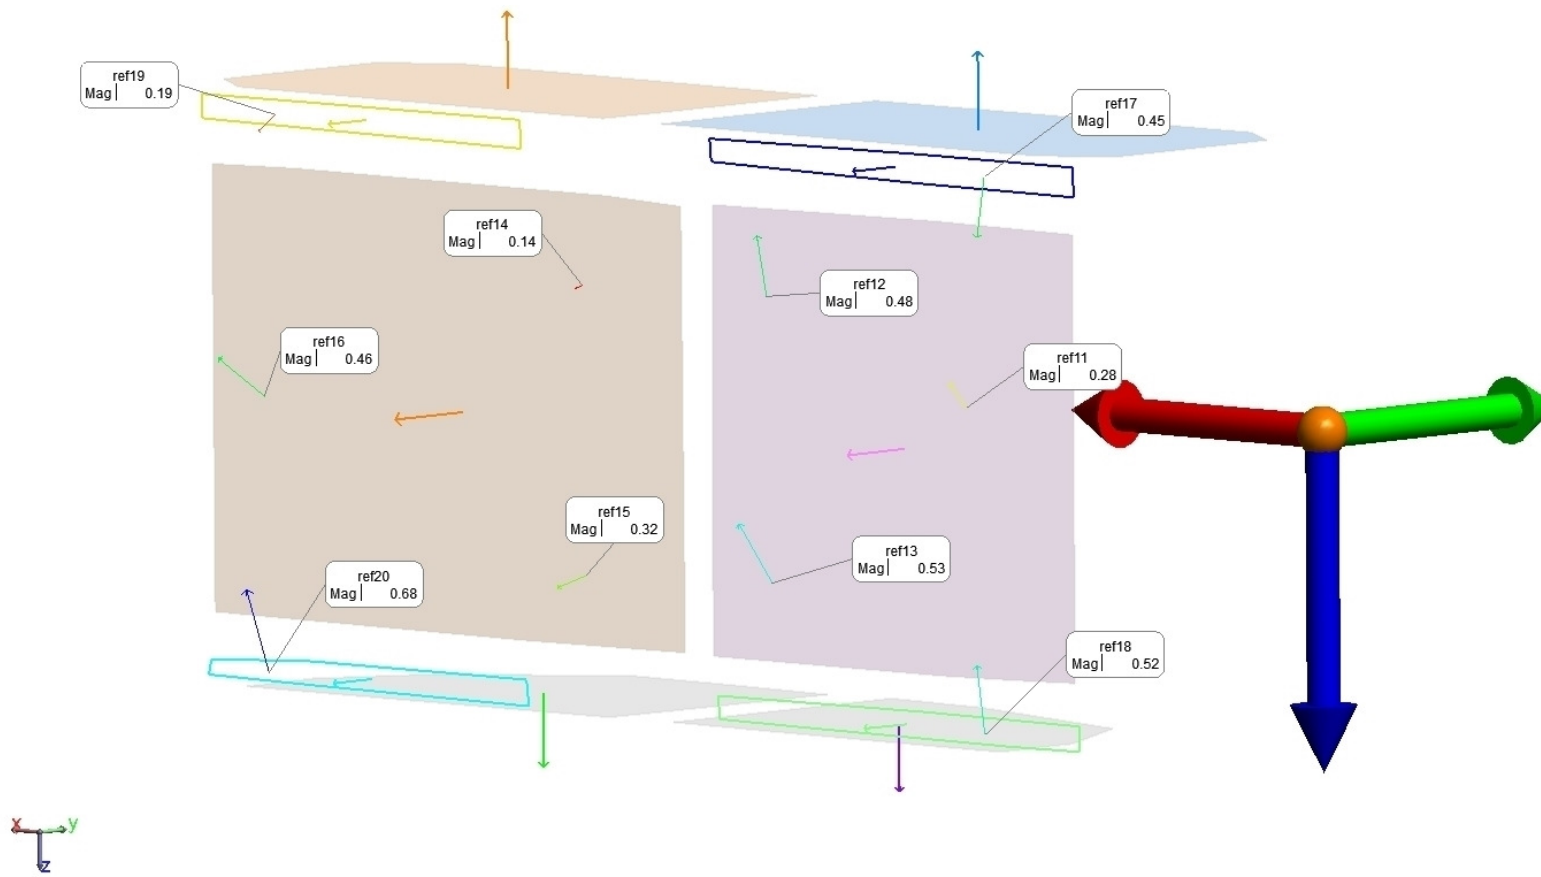 ref19
Mag 0.19
ref17
Mag 0.45
ref14
Mag 0.14
ref12
Mag 0.48
ref16
Mag 0.46
ref11
Mag 0.28
ref15
Mag 0.32
ref13
Mag 0.53
ref20
Mag 0.68
ref18
Mag 0.52
x y
z